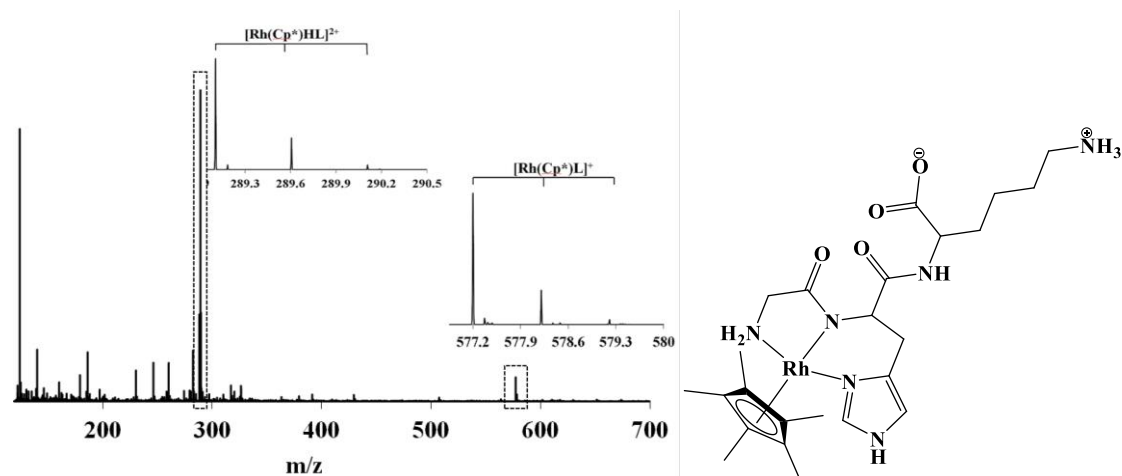 [Rh(Cp*)HL]²⁺
289.3 289.6 289.9 290.2 290.5
[Rh(Cp*)L]⁺
577.2 577.9 578.6 579.3 580
200 300 400 500 600 700
m/z
⊕
NH₃
⊖
O
O
O
O
NH
H₂N
N
Rh
N
N
H